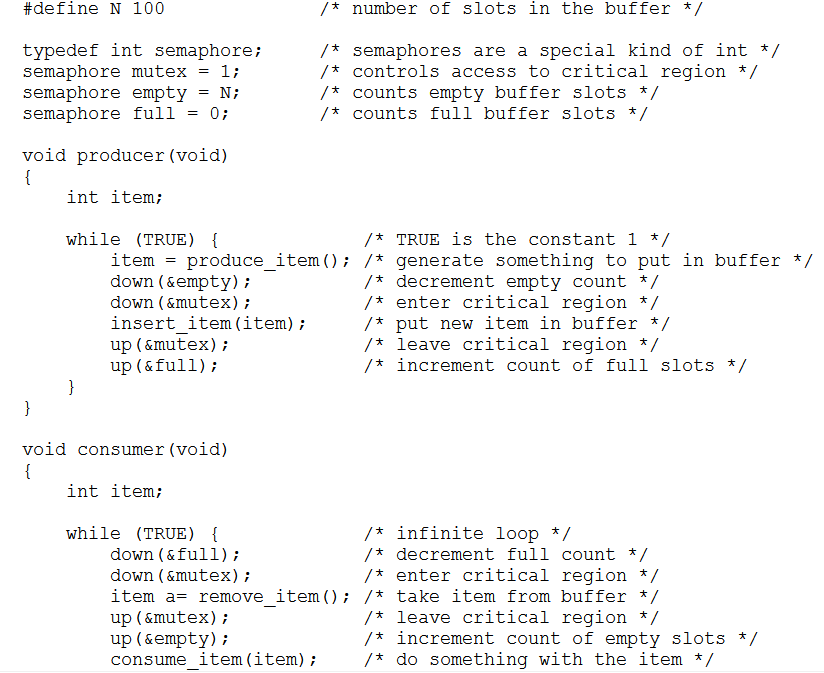 #define N 100 /* number of slots in the buffer */
typedef int semaphore; /* semaphores are a special kind of int */
semaphore mutex = 1; /* controls access to critical region */
semaphore empty = N; /* counts empty buffer slots */
semaphore full = 0; /* counts full buffer slots */
void producer(void)
{
int item;
while (TRUE) { /* TRUE is the constant 1 */
item = produce_item(); /* generate something to put in buffer */
down(&empty); /* decrement empty count */
down(&mutex); /* enter critical region */
insert_item(item); /* put new item in buffer */
up(&mutex); /* leave critical region */
up(&full); /* increment count of full slots */
}
}
void consumer(void)
{
int item;
while (TRUE) { /* infinite loop */
down(&full); /* decrement full count */
down(&mutex); /* enter critical region */
item a= remove_item(); /* take item from buffer */
up(&mutex); /* leave critical region */
up(&empty); /* increment count of empty slots */
consume_item(item); /* do something with the item */